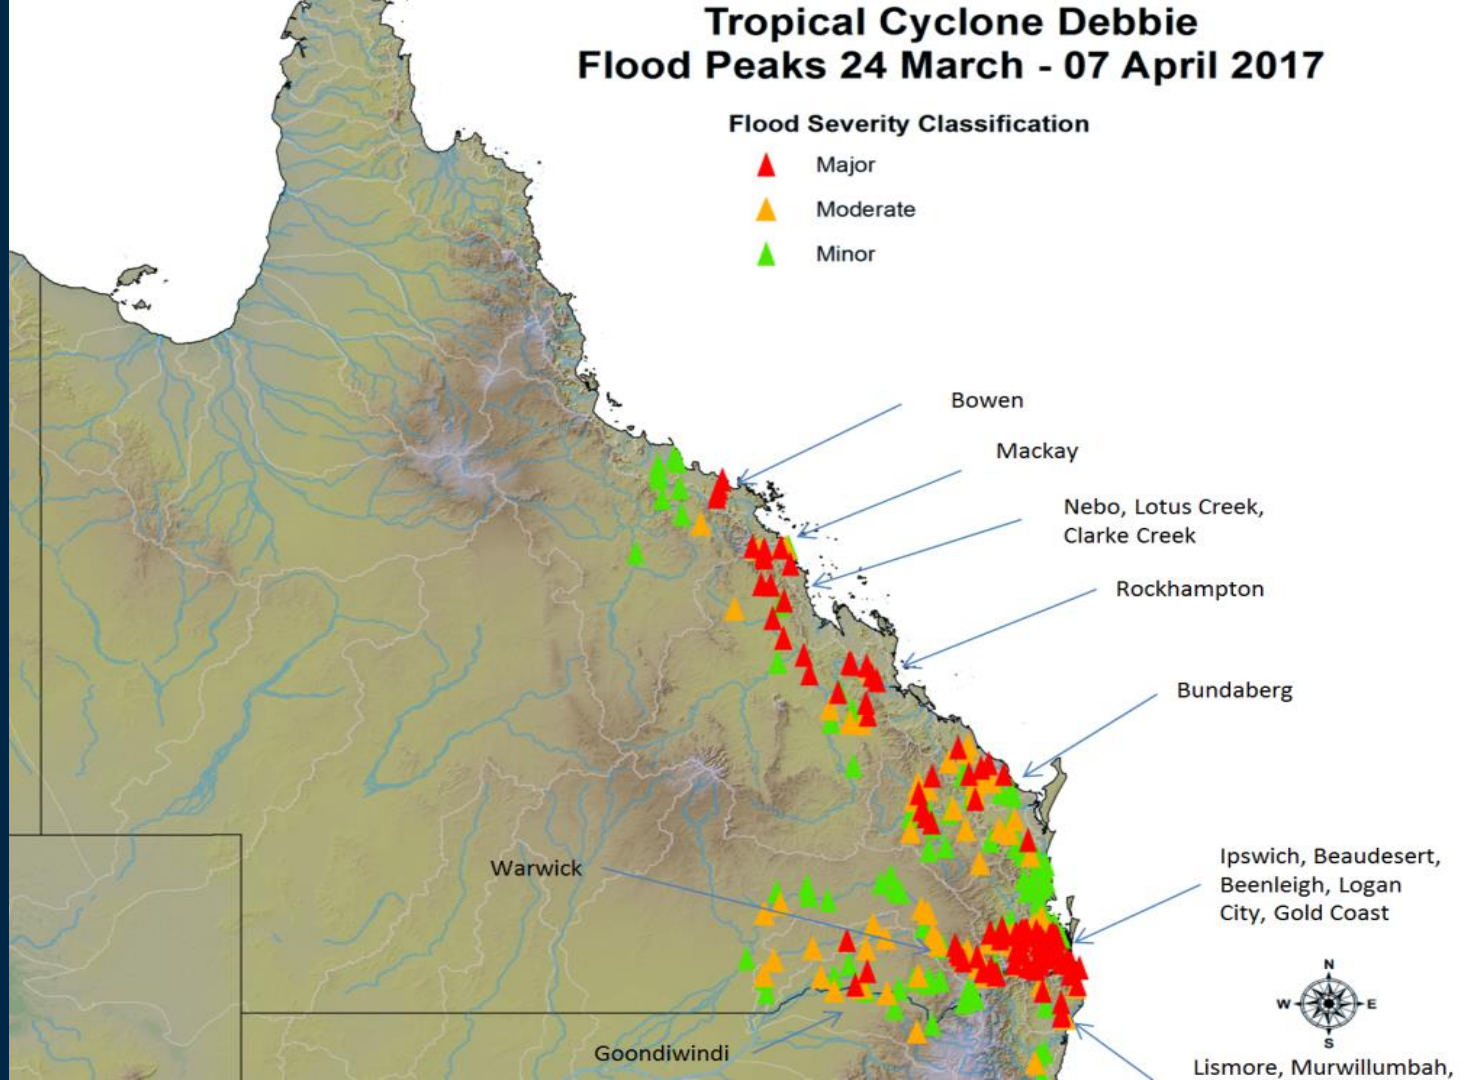 Tropical Cyclone Debbie
Flood Peaks 24 March - 07 April 2017
Flood Severity Classification
Major
Moderate
Minor
Bowen
Mackay
Nebo, Lotus Creek,
Clarke Creek
Rockhampton
Bundaberg
Warwick
Ipswich, Beaudesert,
Beenleigh, Logan
City, Gold Coast
N
W E
S
Goondiwindi
Lismore, Murwillumbah,